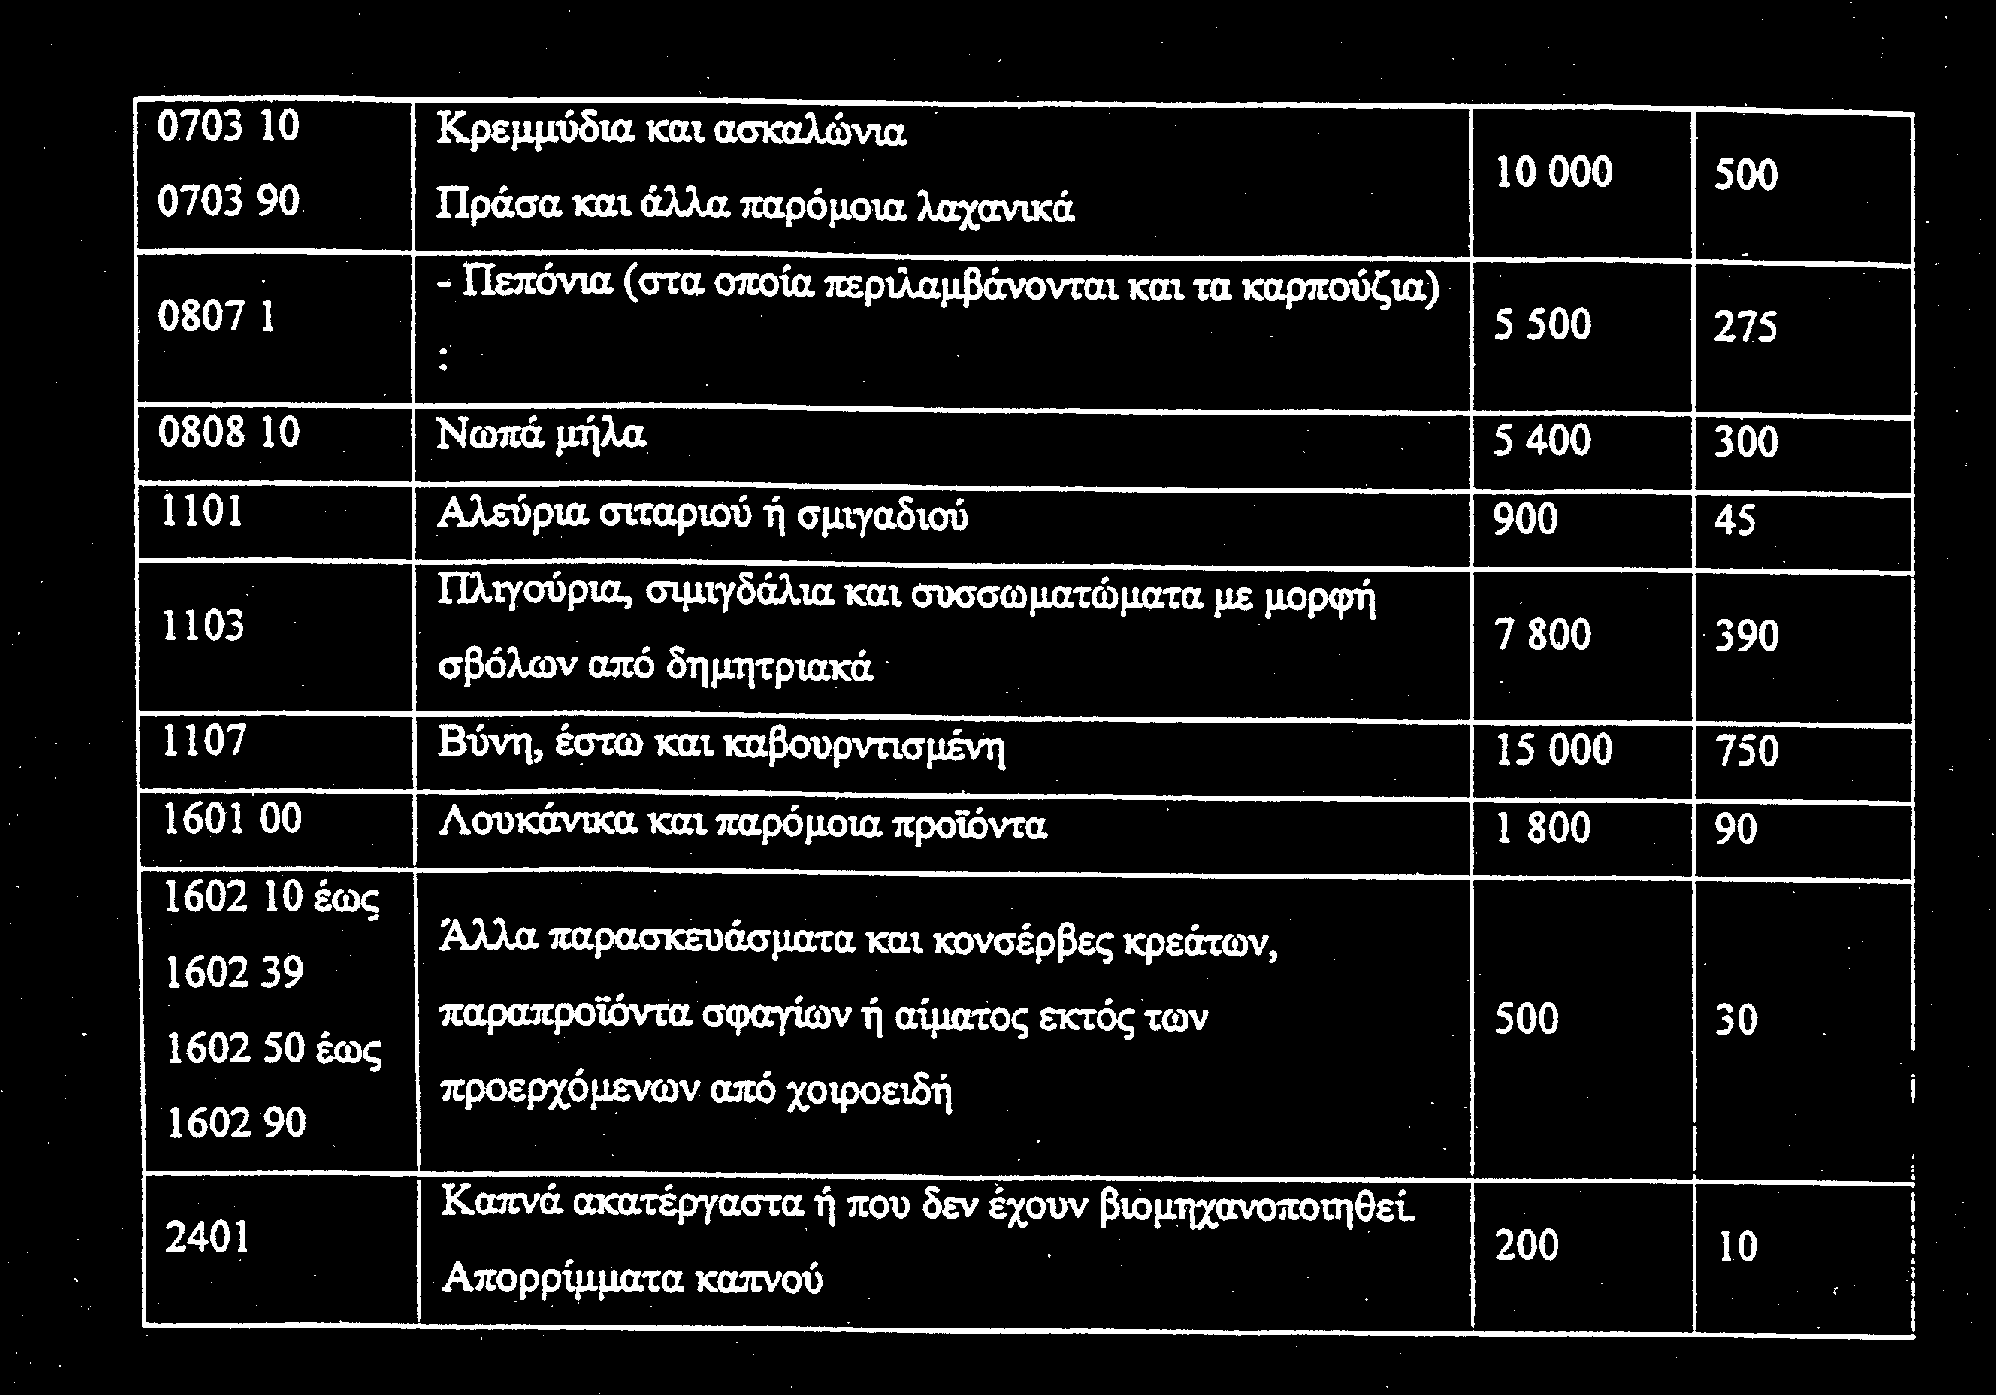 0703 10 Κρεμμύδια και ασκαλώνια
10 000 500
0703 90 Πράσα και άλλα παρόμοια λαχανικά
- Πεπόνια (στα οποία περιλαμβάνονται και τα καρπούζια)
0807 1 5 500 275
:
0808 10 Νωπά μήλα 5 400 300
1101 Αλεύρια σιταριού ή σμιγαδιού 900 45
Πλιγούρια, σιμιγδάλια και συσσωματώματα με μορφή
1103 7 800 390
σβόλων από δημητριακά
1107 Βύνη, έστω και καβουρντισμένη 15 000 750
1601 00 Λουκάνικα και παρόμοια προϊόντα 1 800 90
1602 10 έως
Άλλα παρασκευάσματα και κονσέρβες κρεάτων,
1602 39
παραπροϊόντα σφαγίων ή αίματος εκτός των 500 30
1602 50 έως
προερχόμενων από χοιροειδή
1602 90
Καπνά ακατέργαστα ή που δεν έχουν βιομηχανοποιηθεί.
2401 200 10
Απορρίμματα καπνού